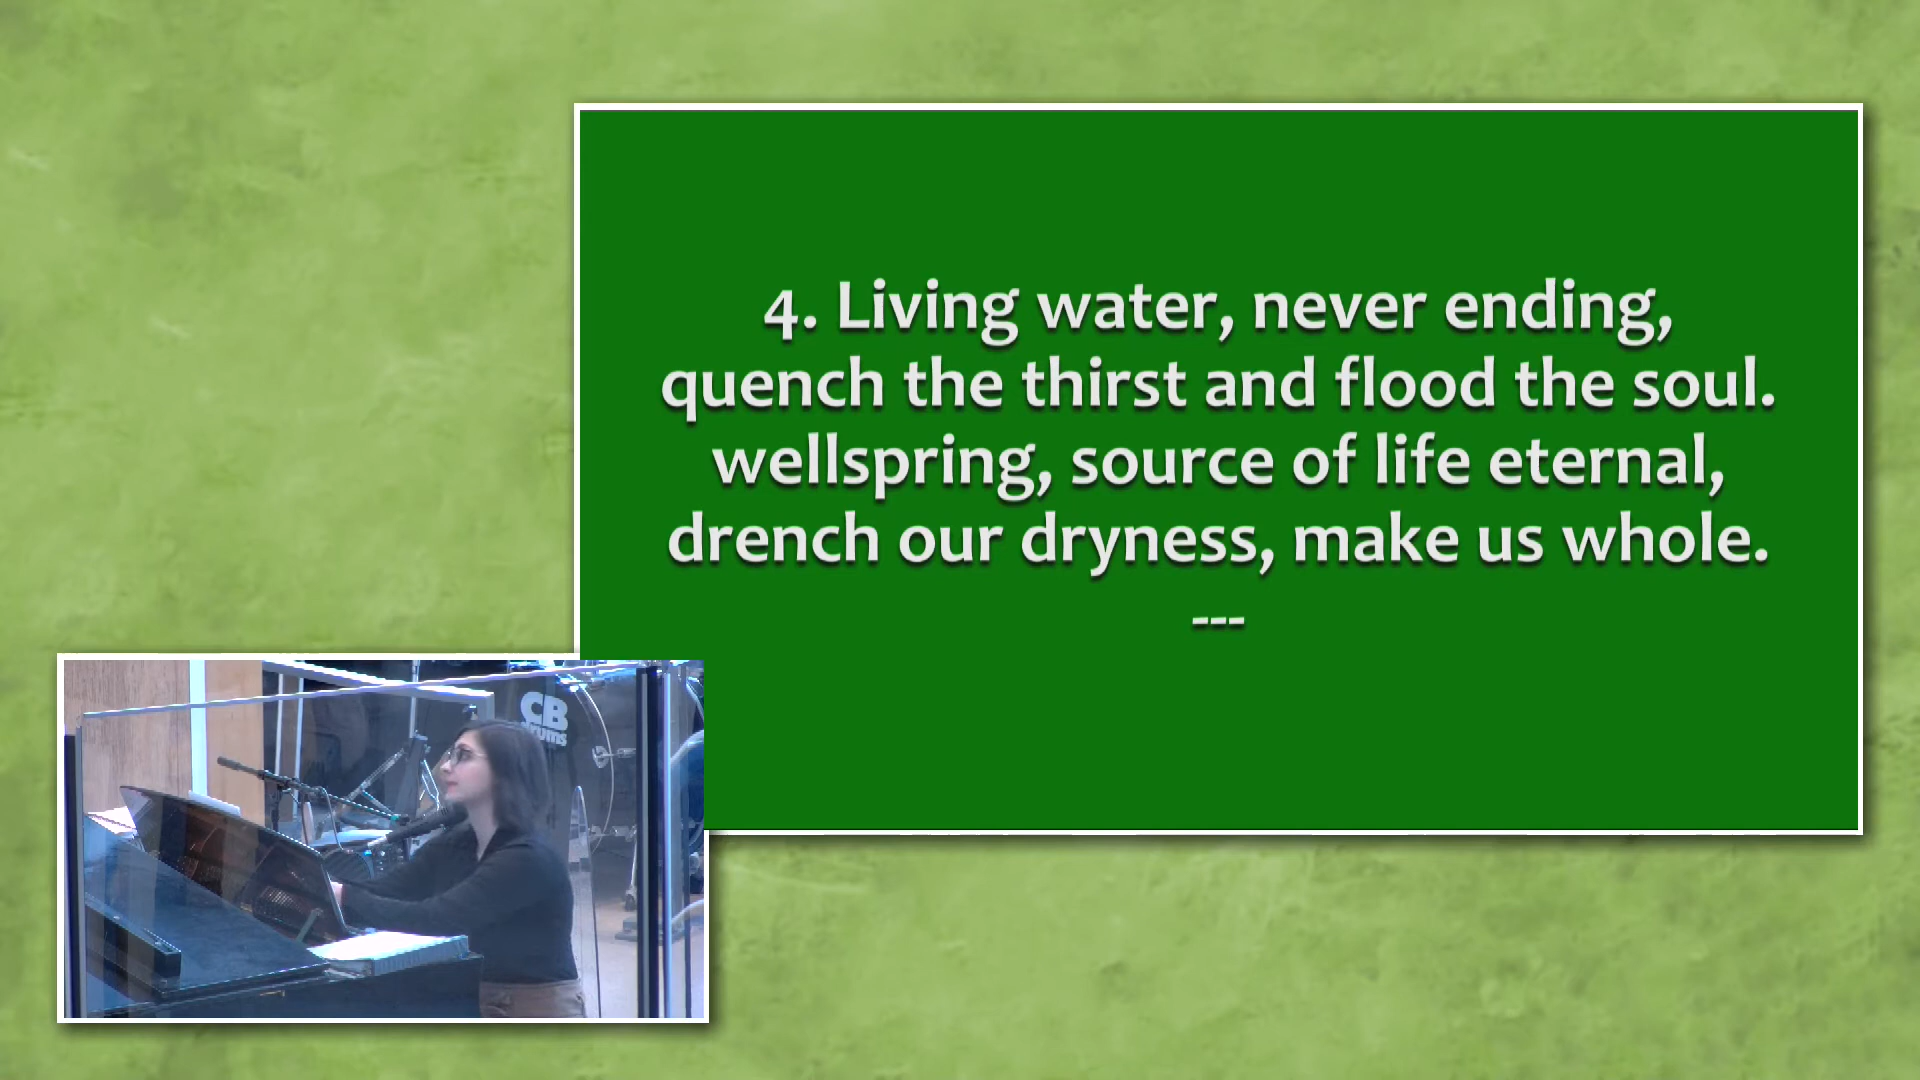 4. Living water, never ending,
quench the thirst and flood the soul.
wellspring, source of life eternal,
drench our dryness, make us whole.
---
CB
drums